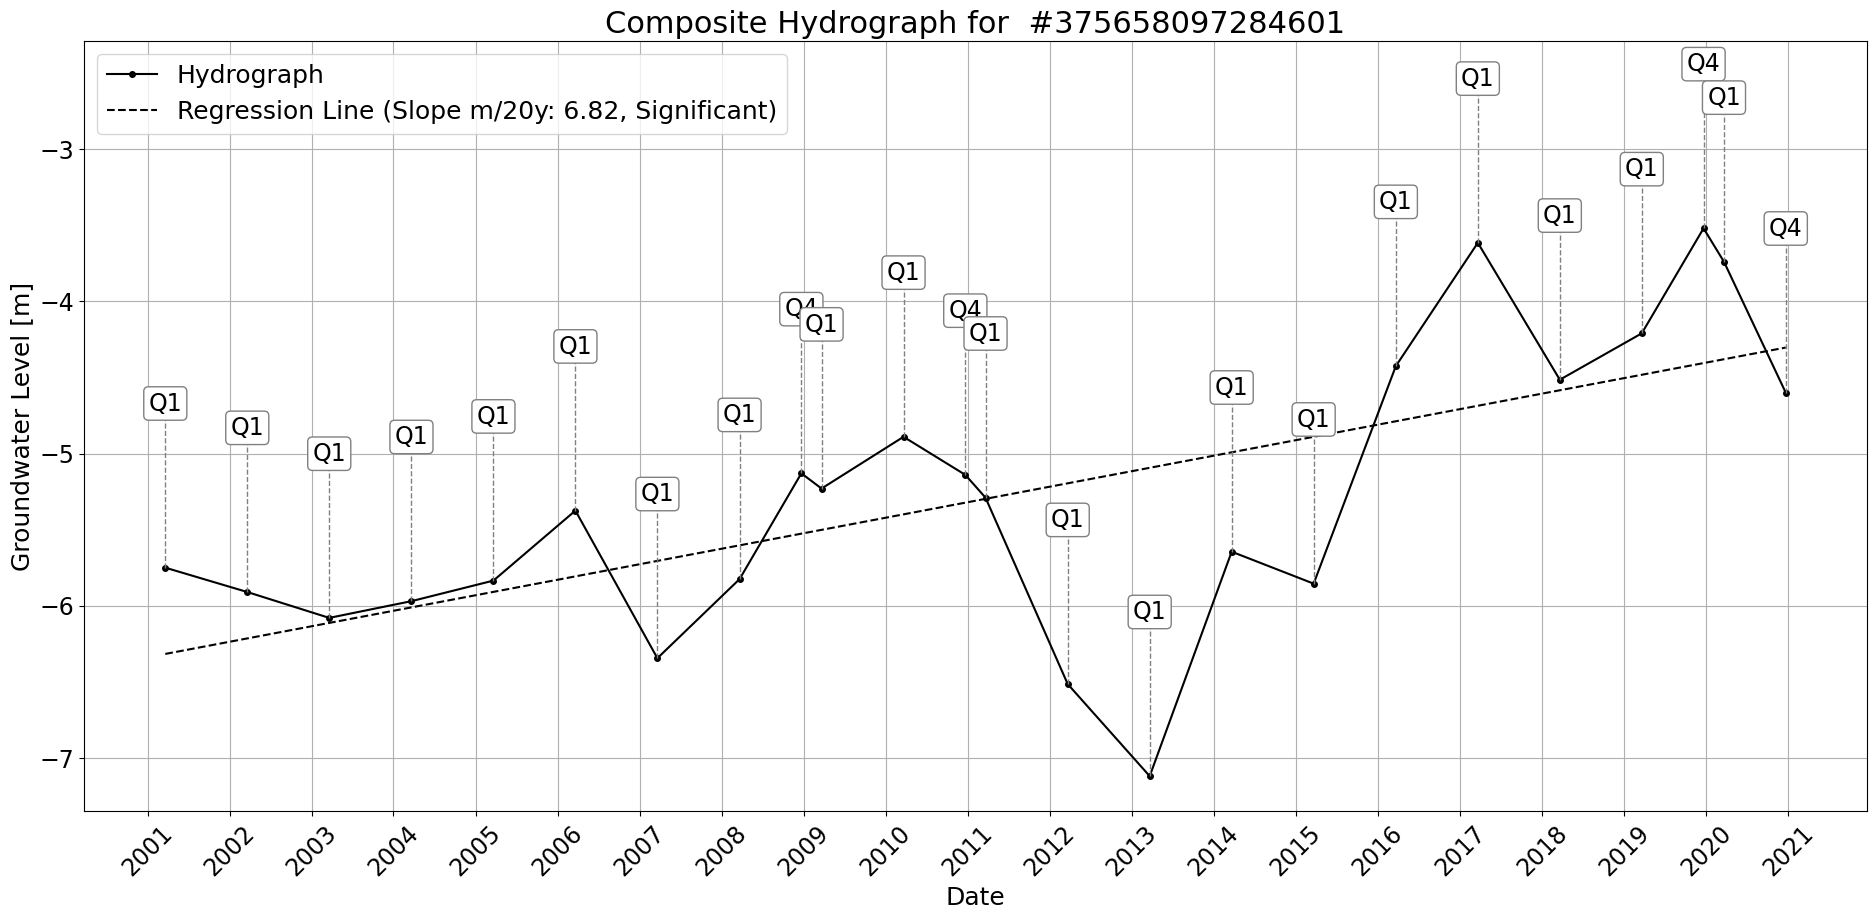 Composite Hydrograph for  #375658097284601
Hydrograph
Regression Line (Slope m/20y: 6.82, Significant)
Q1
Q1
Q1
Q1
Q1
Q1
Q1
Q1
Q4
Q1
Q1
Q4
Q1
Q1
Q1
Q1
Q1
Q1
Q1
Q1
Q1
Q4
Q1
Q4
Groundwater Level [m]
−3
−4
−5
−6
−7
2001
2002
2003
2004
2005
2006
2007
2008
2009
2010
2011
2012
2013
2014
2015
2016
2017
2018
2019
2020
2021
Date